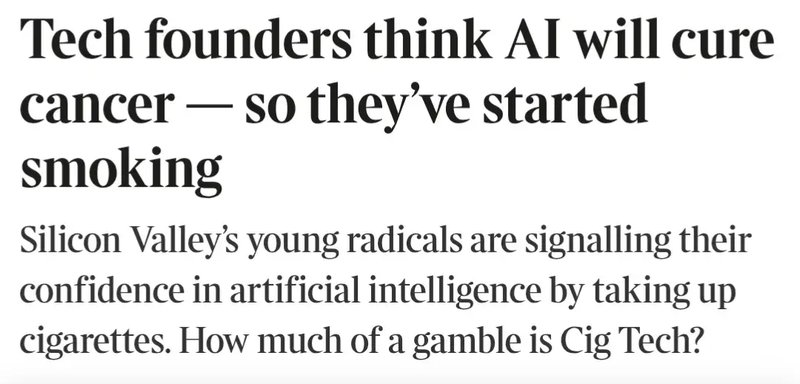 Tech founders think AI will cure
cancer — so they’ve started
smoking
Silicon Valley’s young radicals are signalling their
confidence in artificial intelligence by taking up
cigarettes. How much of a gamble is Cig Tech?